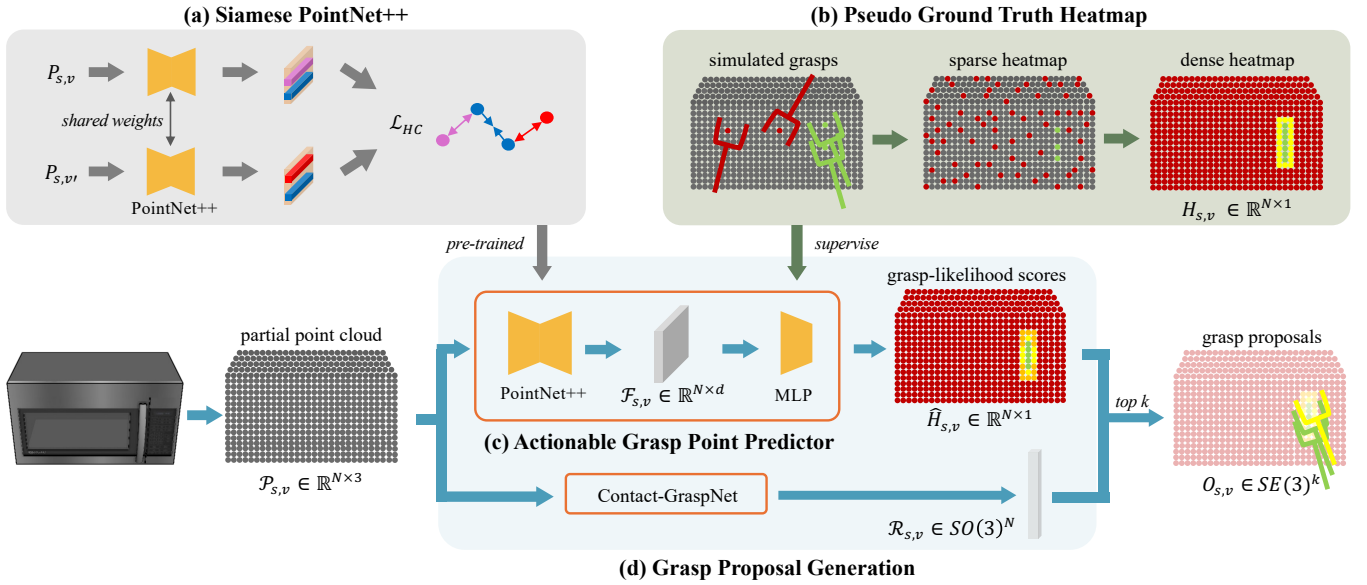 (a) Siamese PointNet++
(b) Pseudo Ground Truth Heatmap
P_{s,v}
shared weights
P_{s,v'}
PointNet++
ℒ_{HC}
simulated grasps
sparse heatmap
dense heatmap
H_{s,v} ∈ ℝ^{N×1}
pre-trained
supervise
partial point cloud
𝒫_{s,v} ∈ ℝ^{N×3}
PointNet++
ℱ_{s,v} ∈ ℝ^{N×d}
MLP
(c) Actionable Grasp Point Predictor
grasp-likelihood scores
Ĥ_{s,v} ∈ ℝ^{N×1}
Contact-GraspNet
ℛ_{s,v} ∈ SO(3)^N
top k
grasp proposals
O_{s,v} ∈ SE(3)^k
(d) Grasp Proposal Generation